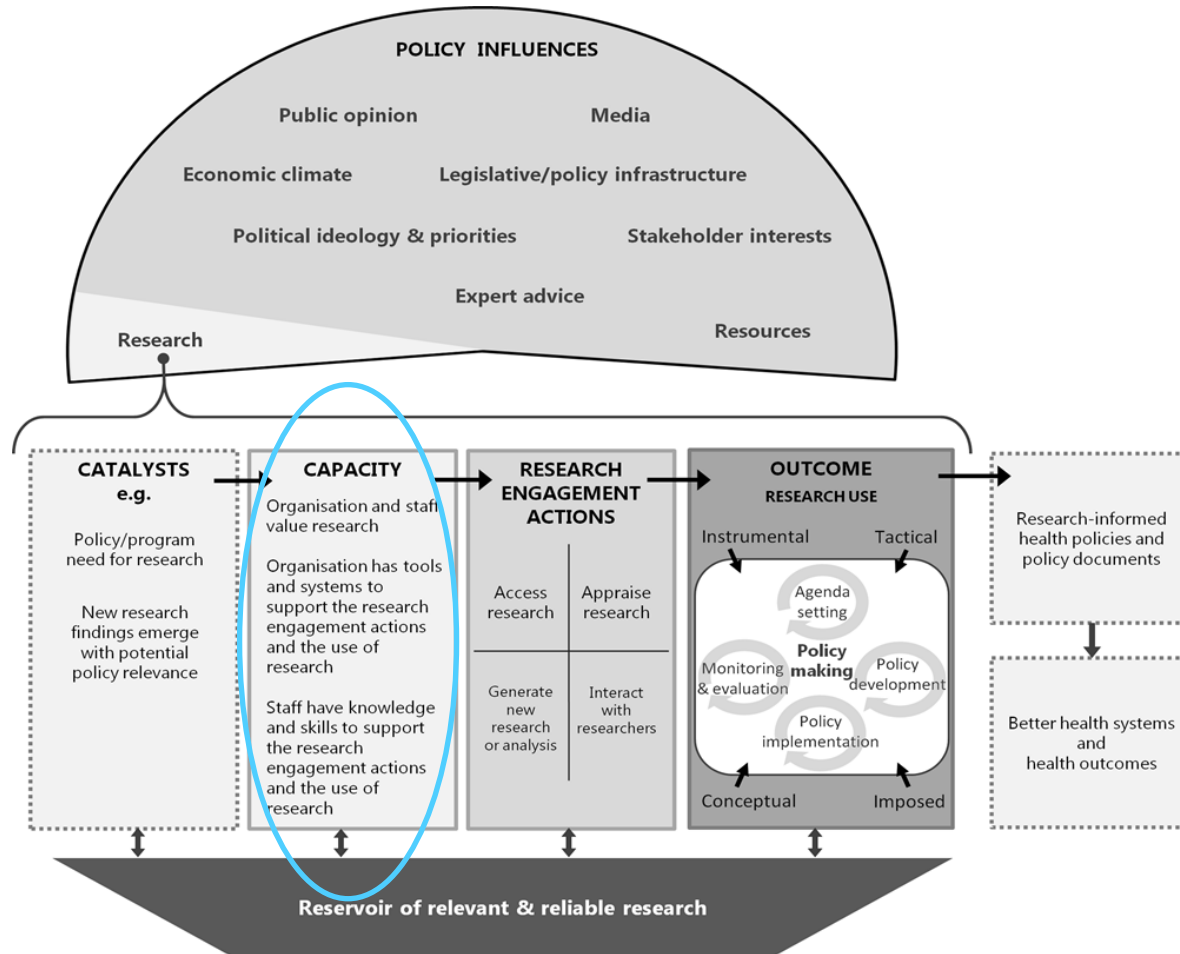 POLICY INFLUENCES
Public opinion
Media
Economic climate
Legislative/policy infrastructure
Political ideology & priorities
Stakeholder interests
Expert advice
Resources
Research
CATALYSTS
e.g.
Policy/program
need for research
New research
findings emerge
with potential
policy relevance
CAPACITY
Organisation and staff
value research
Organisation has tools
and systems to
support the research
engagement actions
and the use of
research
Staff have knowledge
and skills to support
the research
engagement actions
and the use of
research
RESEARCH
ENGAGEMENT
ACTIONS
Access
research
Appraise
research
Generate
new
research
or analysis
Interact
with
researchers
OUTCOME
RESEARCH USE
Instrumental
Tactical
Agenda
setting
Policy
making
Monitoring
& evaluation
Policy
development
Policy
implementation
Conceptual
Imposed
Research-informed
health policies and
policy documents
Better health systems
and
health outcomes
Reservoir of relevant & reliable research